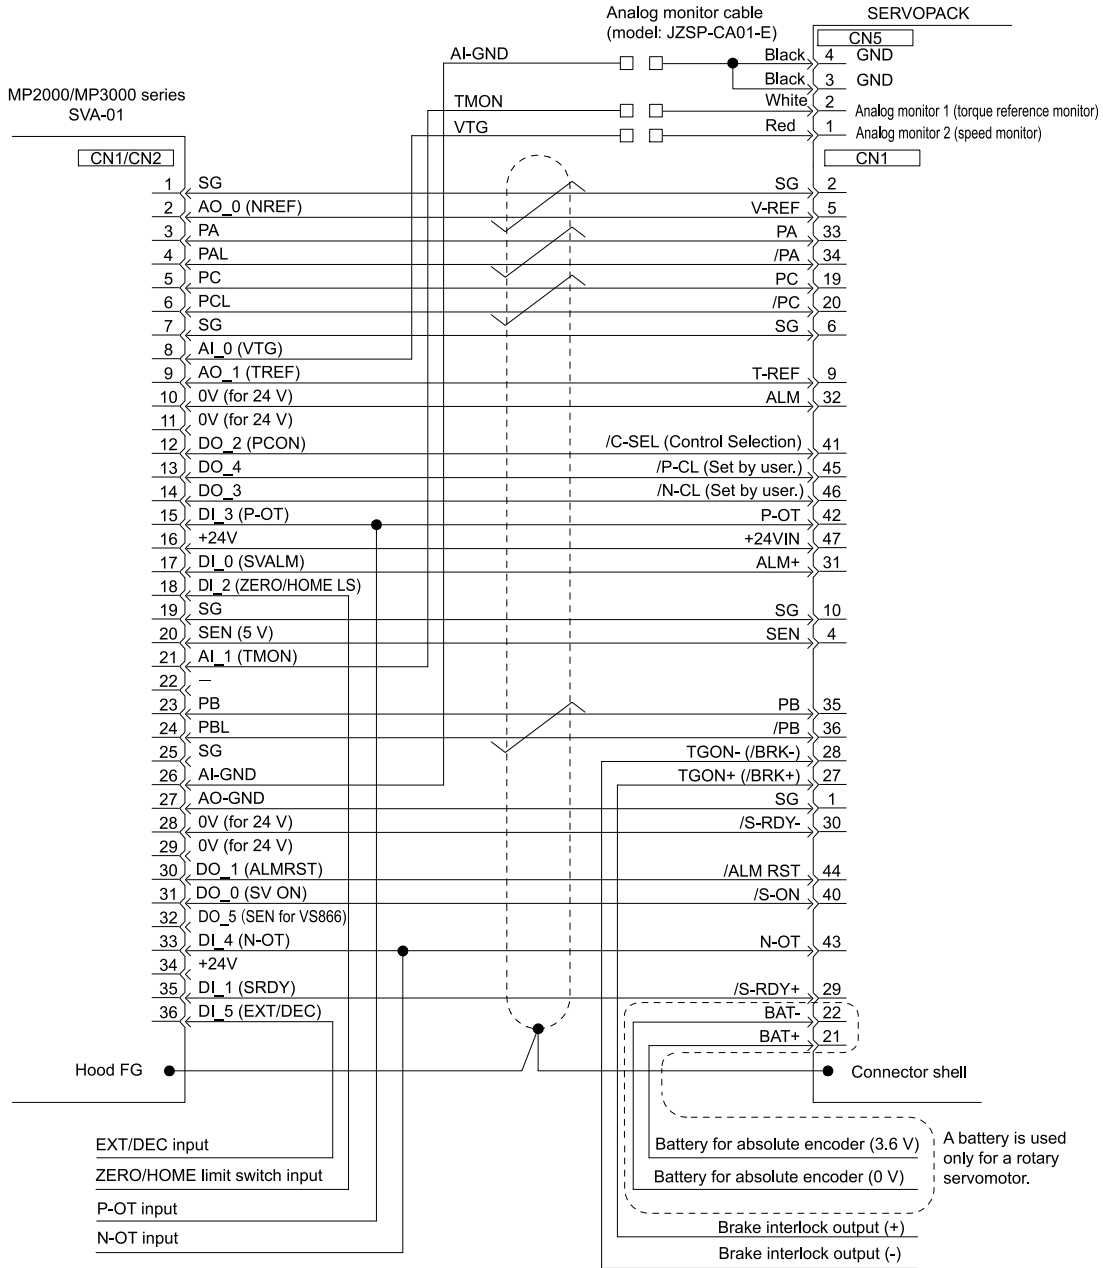 Analog monitor cable
(model: JZSP-CA01-E)
SERVOPACK
CN5
AI-GND
Black 4 GND
Black 3 GND
MP2000/MP3000 series
SVA-01
TMON
White 2 Analog monitor 1 (torque reference monitor)
VTG
Red 1 Analog monitor 2 (speed monitor)
CN1/CN2
CN1
1 SG SG 2
2 AO_0 (NREF) V-REF 5
3 PA PA 33
4 PAL /PA 34
5 PC PC 19
6 PCL /PC 20
7 SG SG 6
8 AI_0 (VTG)
9 AO_1 (TREF) T-REF 9
10 0V (for 24 V) ALM 32
11 0V (for 24 V)
12 DO_2 (PCON) /C-SEL (Control Selection) 41
13 DO_4 /P-CL (Set by user.) 45
14 DO_3 /N-CL (Set by user.) 46
15 DI_3 (P-OT) P-OT 42
16 +24V +24VIN 47
17 DI_0 (SVALM) ALM+ 31
18 DI_2 (ZERO/HOME LS)
19 SG SG 10
20 SEN (5 V) SEN 4
21 AI_1 (TMON)
22 —
23 PB PB 35
24 PBL /PB 36
25 SG TGON- (/BRK-) 28
26 AI-GND TGON+ (/BRK+) 27
27 AO-GND SG 1
28 0V (for 24 V) /S-RDY- 30
29 0V (for 24 V)
30 DO_1 (ALMRST) /ALM RST 44
31 DO_0 (SV ON) /S-ON 40
32 DO_5 (SEN for VS866)
33 DI_4 (N-OT) N-OT 43
34 +24V
35 DI_1 (SRDY) /S-RDY+ 29
36 DI_5 (EXT/DEC) BAT- 22
BAT+ 21
Hood FG
Connector shell
EXT/DEC input
Battery for absolute encoder (3.6 V)
A battery is used
only for a rotary
servomotor.
ZERO/HOME limit switch input
Battery for absolute encoder (0 V)
P-OT input
N-OT input
Brake interlock output (+)
Brake interlock output (-)